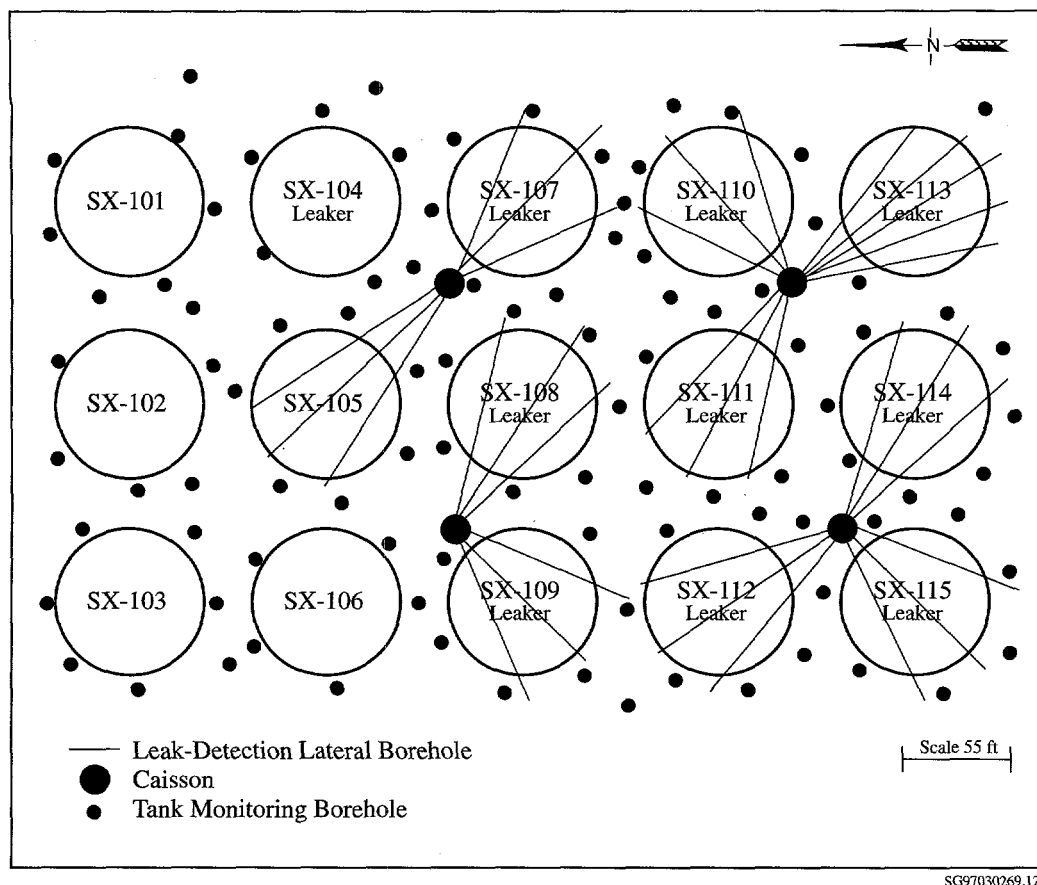 N
SX-101
SX-104
Leaker
SX-107
Leaker
SX-110
Leaker
SX-113
Leaker
SX-102
SX-105
SX-108
Leaker
SX-111
Leaker
SX-114
Leaker
SX-103
SX-106
SX-109
Leaker
SX-112
Leaker
SX-115
Leaker
Leak-Detection Lateral Borehole
Caisson
Tank Monitoring Borehole
Scale 55 ft
SG97030269.12